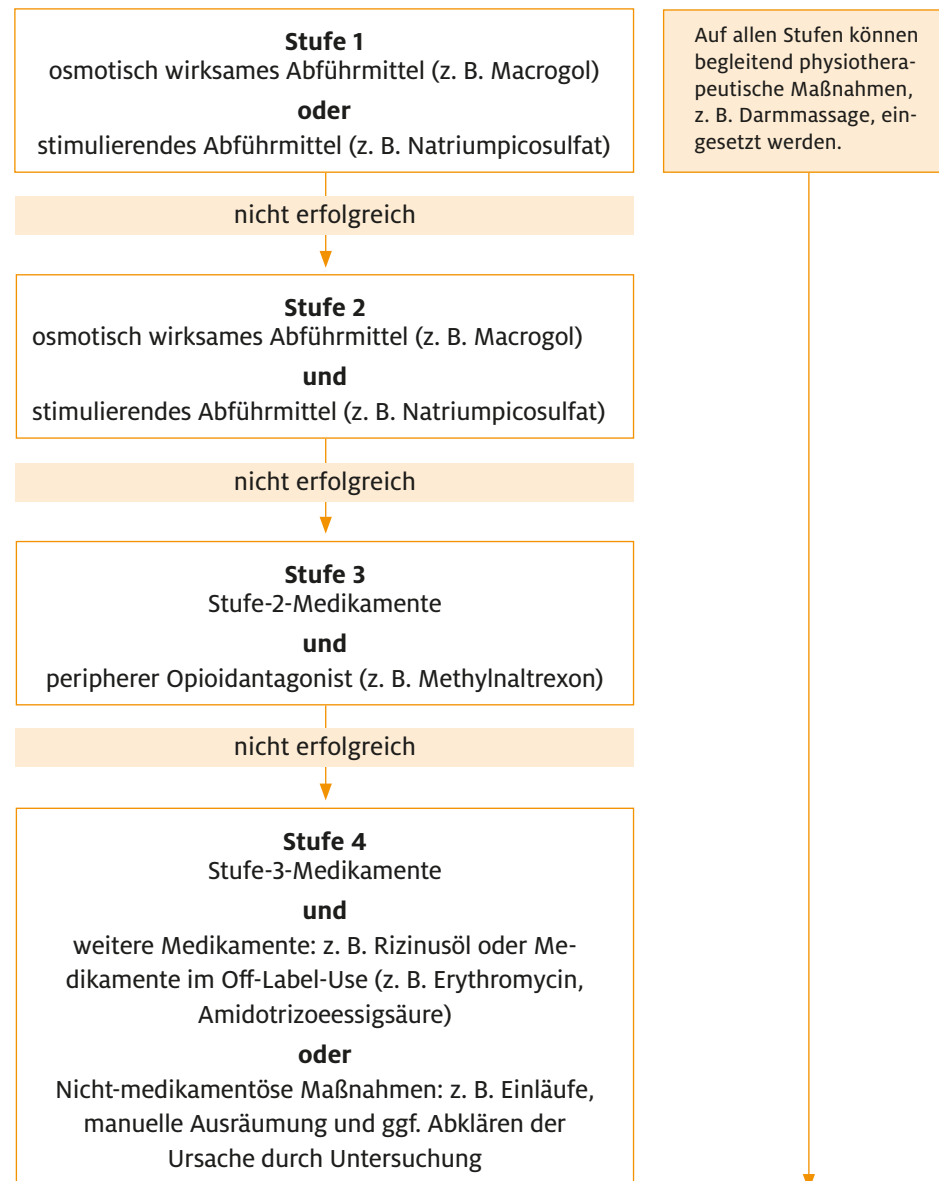 Stufe 1
osmotisch wirksames Abführmittel (z. B. Macrogol)
oder
stimulierendes Abführmittel (z. B. Natriumpicosulfat)
nicht erfolgreich
Stufe 2
osmotisch wirksames Abführmittel (z. B. Macrogol)
und
stimulierendes Abführmittel (z. B. Natriumpicosulfat)
nicht erfolgreich
Stufe 3
Stufe-2-Medikamente
und
peripherer Opioidantagonist (z. B. Methylnaltrexon)
nicht erfolgreich
Stufe 4
Stufe-3-Medikamente
und
weitere Medikamente: z. B. Rizinusöl oder Me-
dikamente im Off-Label-Use (z. B. Erythromycin,
Amidotrizoeessigsäure)
oder
Nicht-medikamentöse Maßnahmen: z. B. Einläufe,
manuelle Ausräumung und ggf. Abklären der
Ursache durch Untersuchung
Auf allen Stufen können
begleitend physiothera-
peutische Maßnahmen,
z. B. Darmmassage, ein-
gesetzt werden.